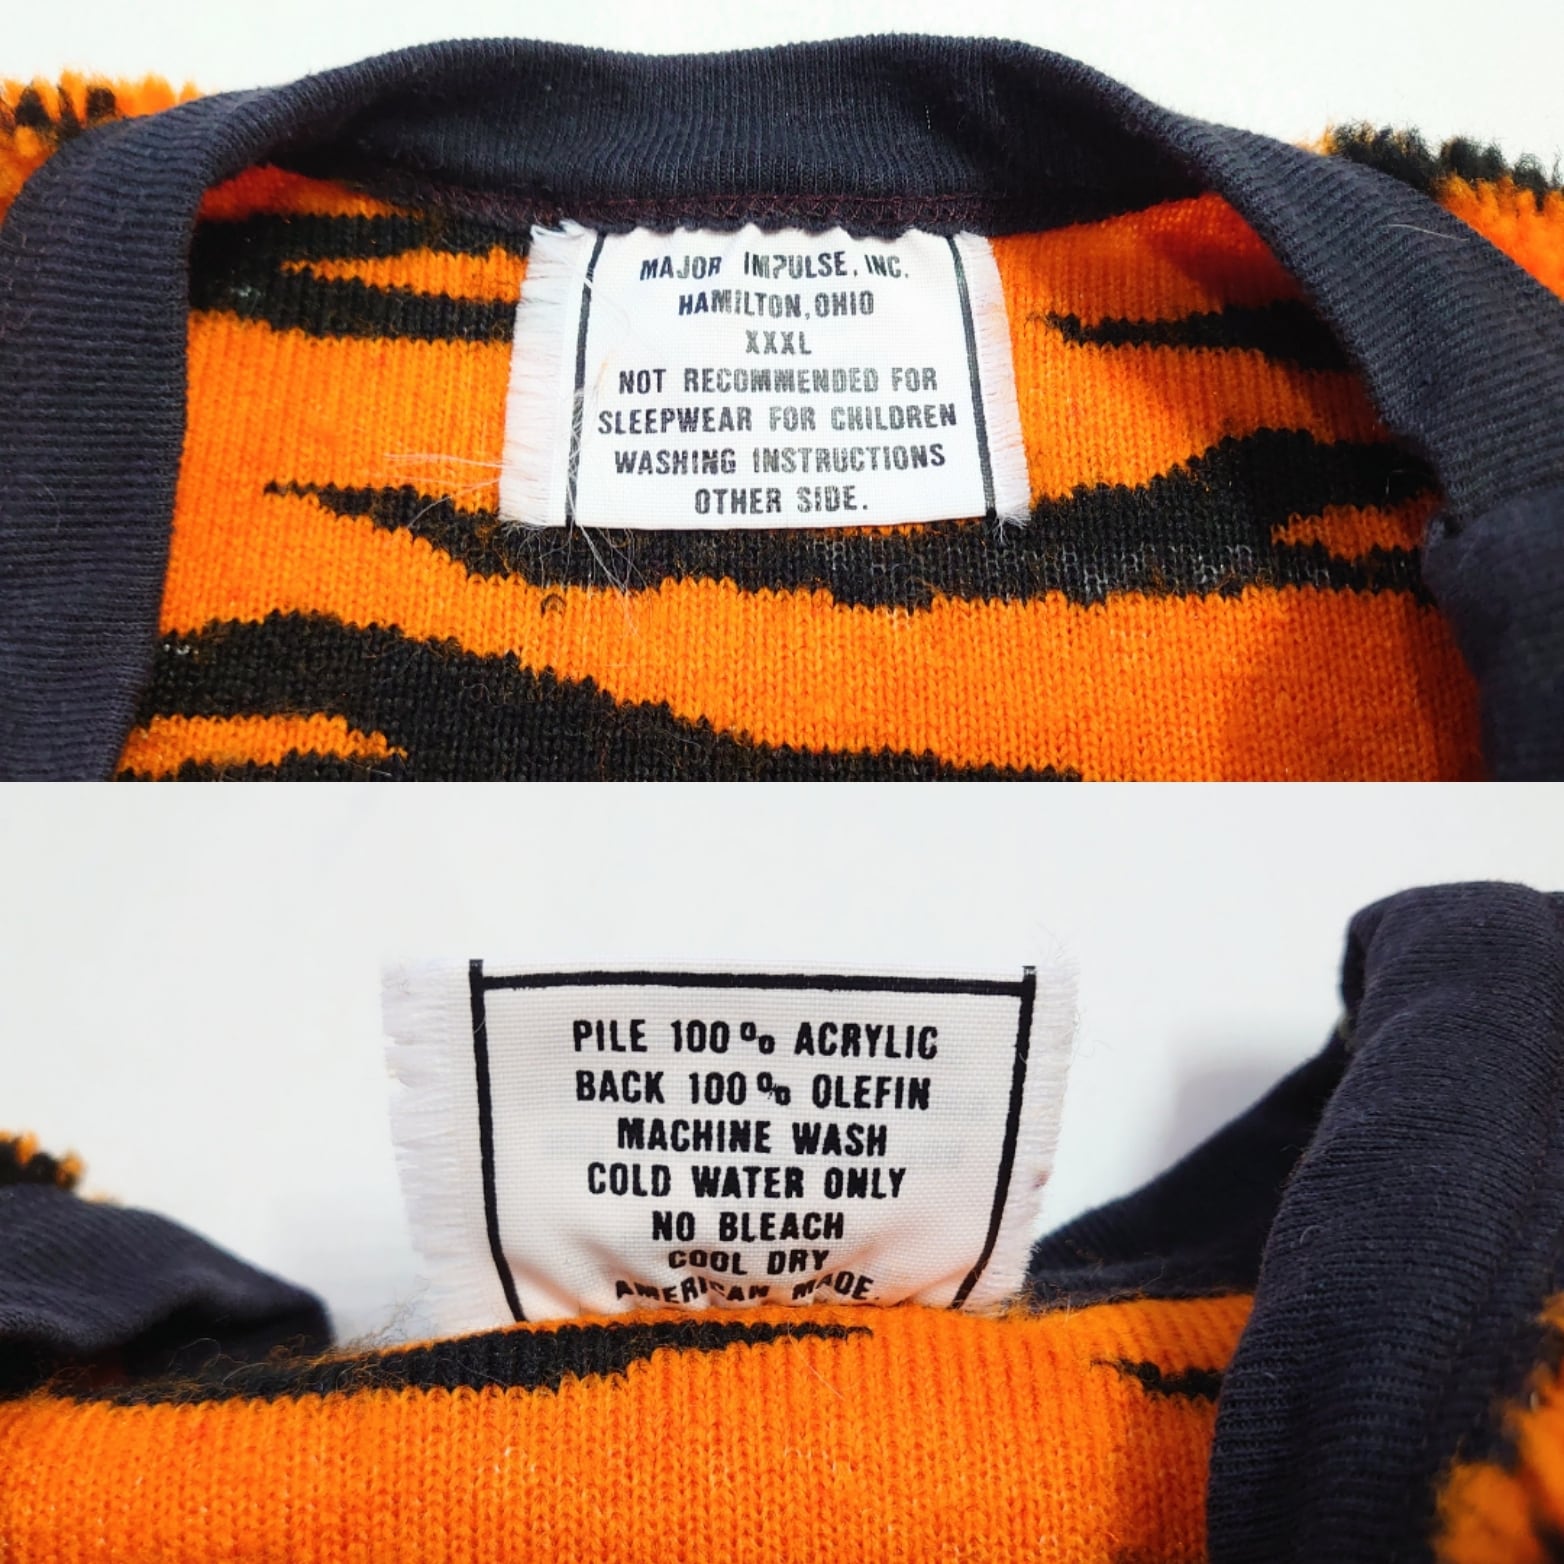 MAJOR IMPULSE, INC.
HAMILTON, OHIO
XXXL
NOT RECOMMENDED FOR
SLEEPWEAR FOR CHILDREN
WASHING INSTRUCTIONS
OTHER SIDE.
PILE 100% ACRYLIC
BACK 100% OLEFIN
MACHINE WASH
COLD WATER ONLY
NO BLEACH
COOL DRY
AMERICAN MADE.